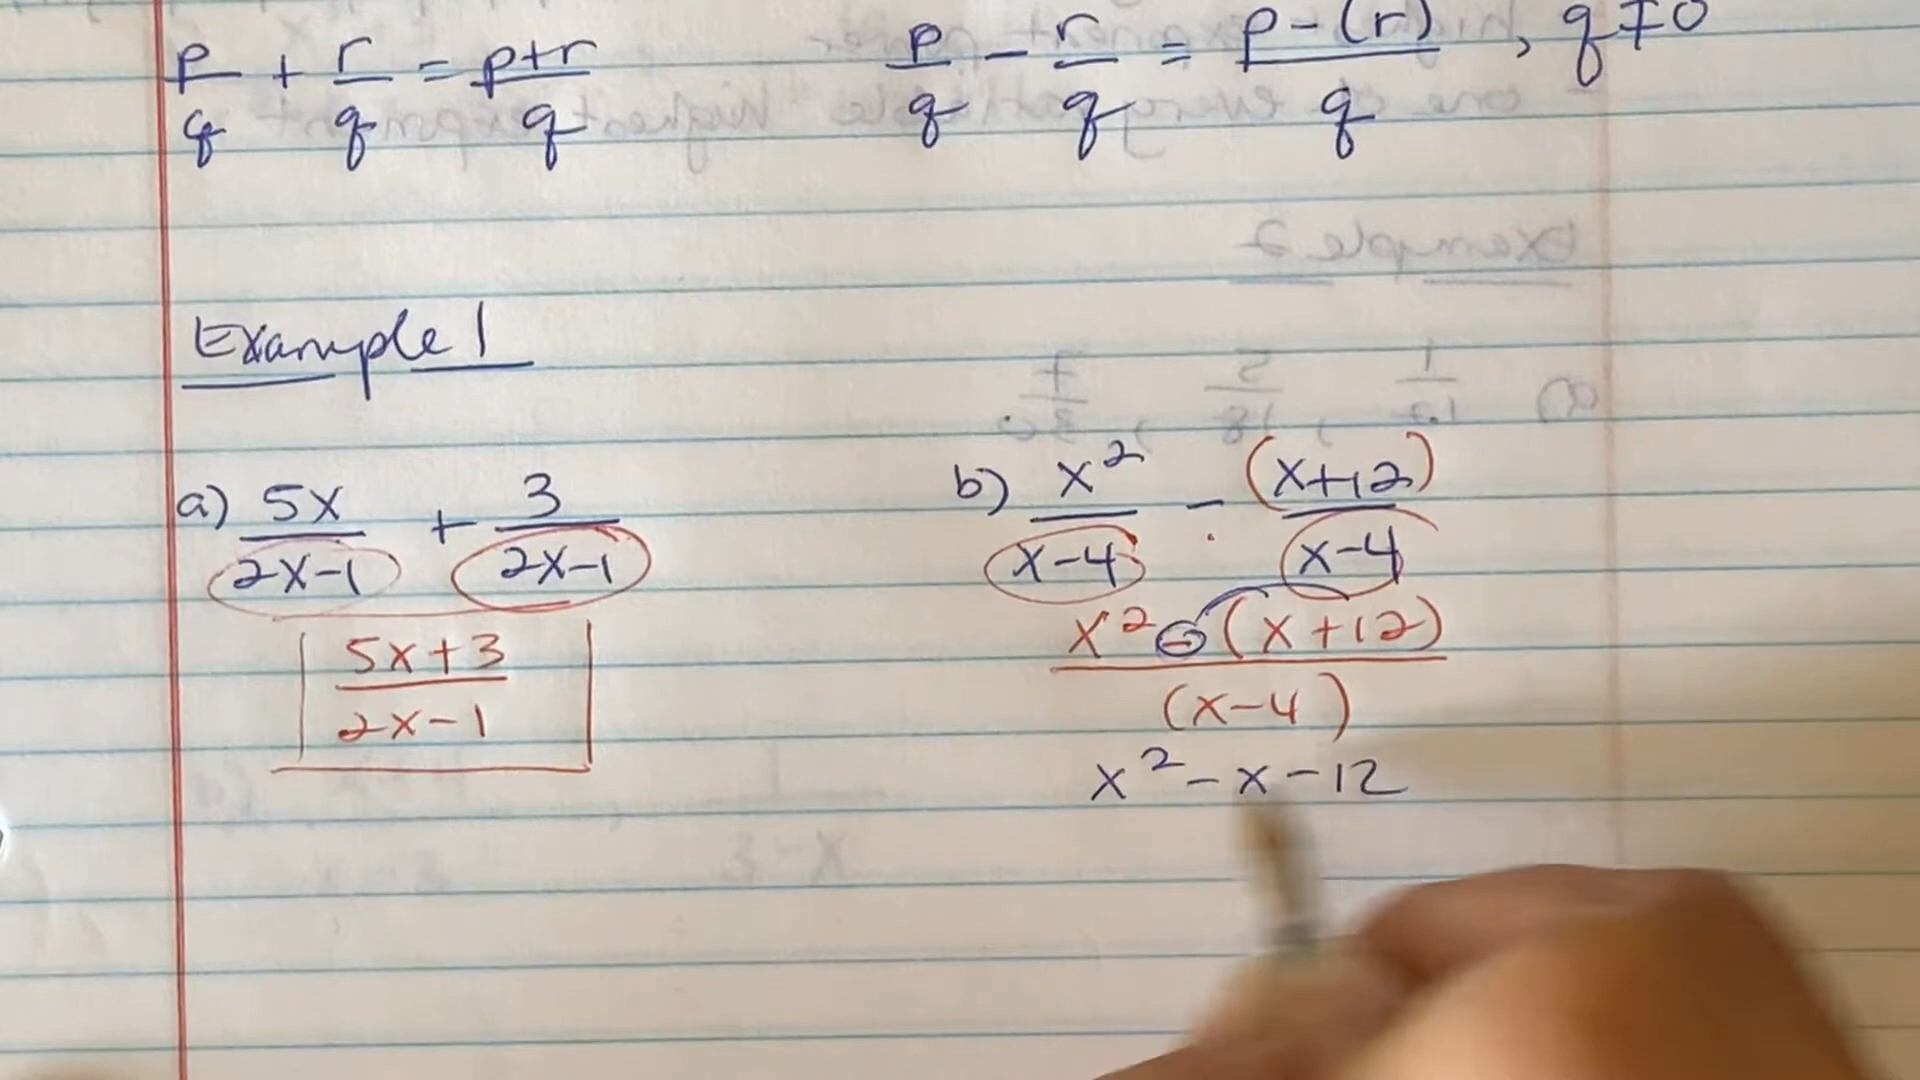 p/q + r/q = p+r/q    p/q - r/q = p-(r)/q , q≠0
Example 1
a) 5x/2x-1 + 3/2x-1    b) x²/x-4 - (x+12)/x-4
5x+3/2x-1    x²-(x+12)/(x-4)
x²-x-12